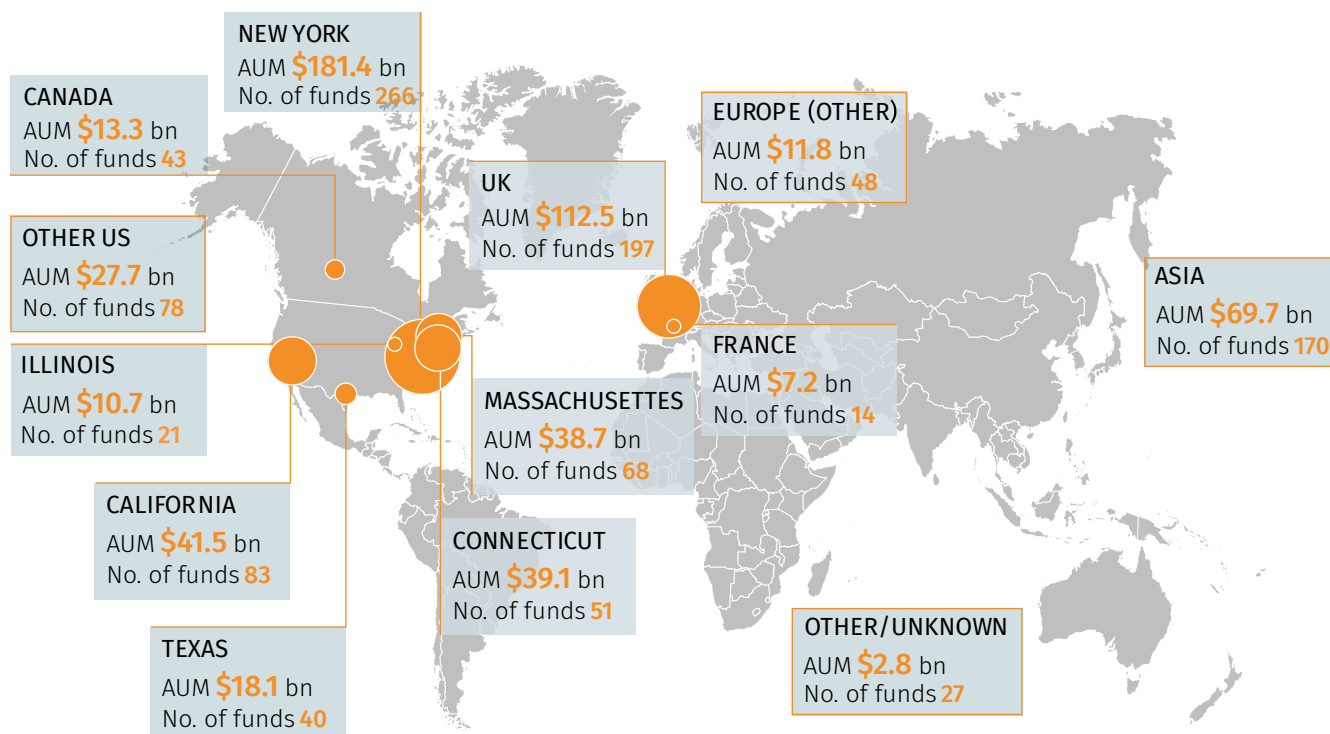 NEW YORK
AUM $181.4 bn
No. of funds 266
CANADA
AUM $13.3 bn
No. of funds 43
EUROPE (OTHER)
AUM $11.8 bn
No. of funds 48
UK
AUM $112.5 bn
No. of funds 197
OTHER US
AUM $27.7 bn
No. of funds 78
ASIA
AUM $69.7 bn
No. of funds 170
FRANCE
AUM $7.2 bn
No. of funds 14
ILLINOIS
AUM $10.7 bn
No. of funds 21
MASSACHUSETTES
AUM $38.7 bn
No. of funds 68
CALIFORNIA
AUM $41.5 bn
No. of funds 83
CONNECTICUT
AUM $39.1 bn
No. of funds 51
OTHER/UNKNOWN
AUM $2.8 bn
No. of funds 27
TEXAS
AUM $18.1 bn
No. of funds 40